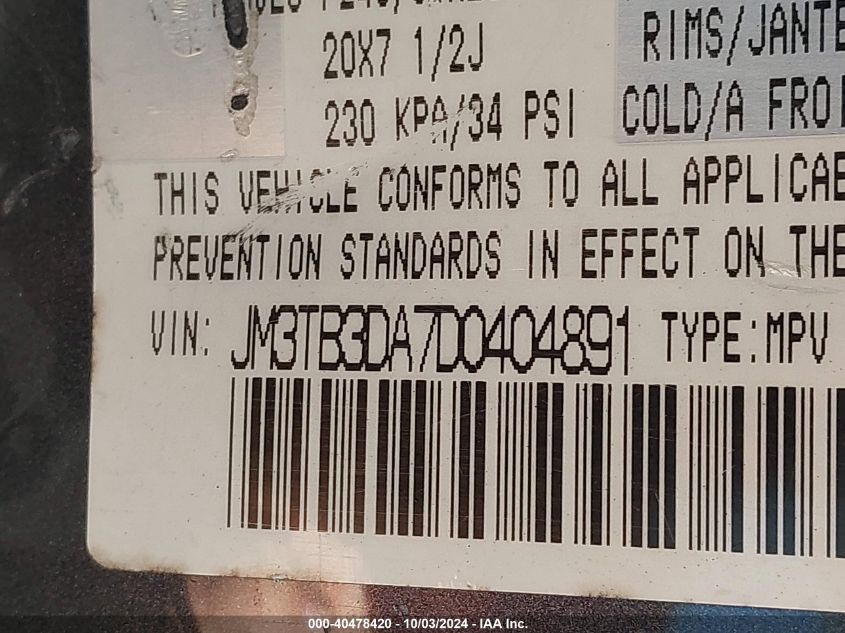 20X7 1/2J
RIMS/JANTE
230 KPA/34 PSI
COLD/A FROI
THIS VEHICLE CONFORMS TO ALL APPLICAB
PREVENTION STANDARDS IN EFFECT ON THE
VIN: JM3TB3DA7D0404891 TYPE:MPV
000-40478420 - 10/03/2024 - IAA Inc.